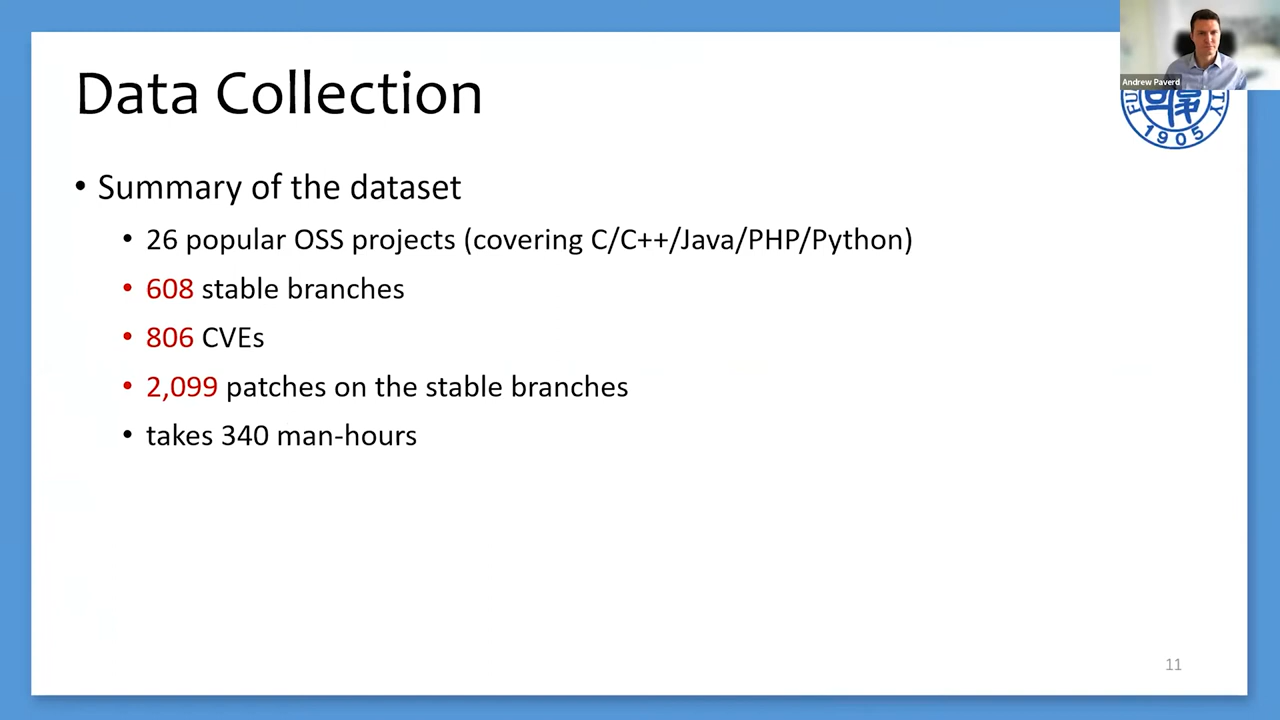 Andrew Paverd
Data Collection
1905
• Summary of the dataset
• 26 popular OSS projects (covering C/C++/Java/PHP/Python)
• 608 stable branches
• 806 CVEs
• 2,099 patches on the stable branches
• takes 340 man-hours
11